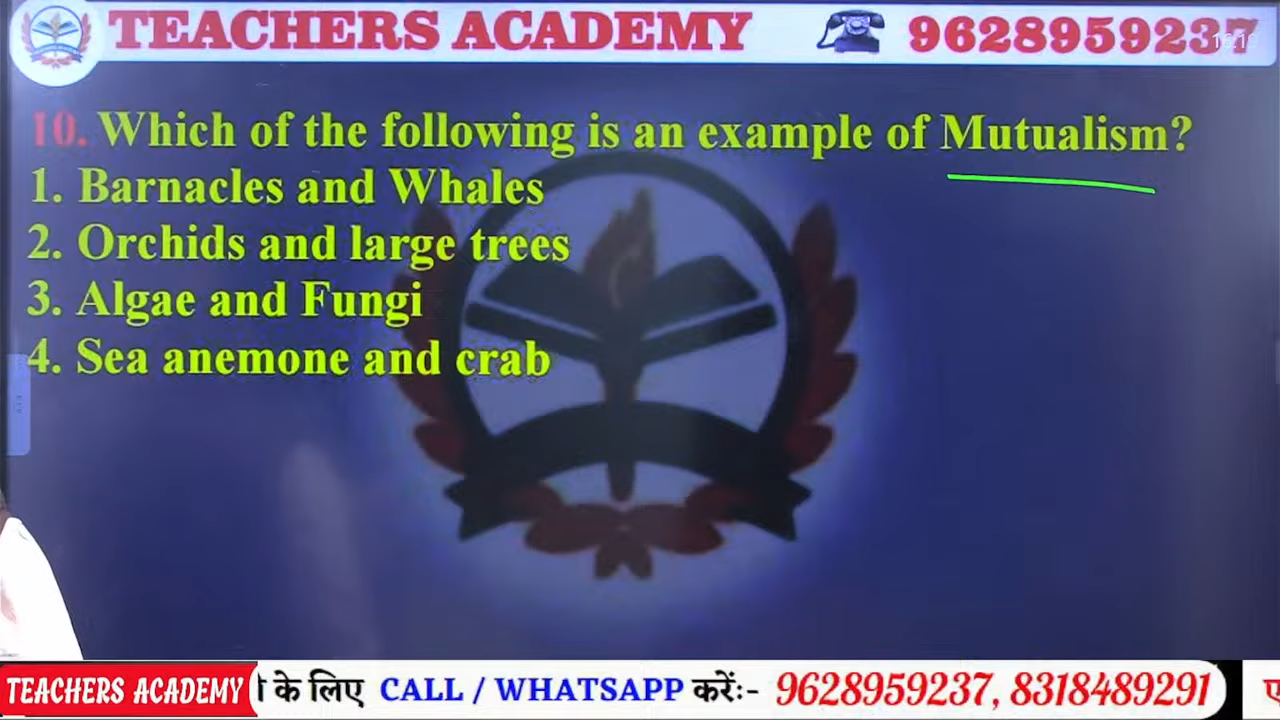 TEACHERS ACADEMY 9628959237
10. Which of the following is an example of Mutualism?
1. Barnacles and Whales
2. Orchids and large trees
3. Algae and Fungi
4. Sea anemone and crab
TEACHERS ACADEMY के लिए CALL / WHATSAPP करेंः- 9628959237, 8318489291